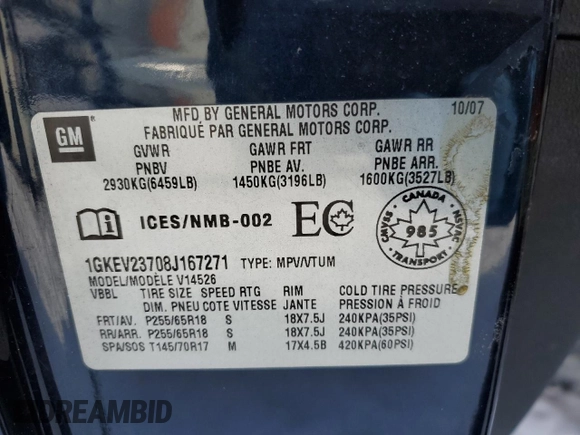 MFD BY GENERAL MOTORS CORP. 10/07
FABRIQUÉ PAR GENERAL MOTORS CORP.
GM
GVWR GAWR FRT GAWR RR
PNBV PNBE AV. PNBE ARR.
2930KG(6459LB) 1450KG(3196LB) 1600KG(3527LB)
ICES/NMB-002 EC
CANADA
CMVSS 985 NSVAC
TRANSPORT
1GKEV23708J167271 TYPE: MPV/VTUM
MODEL/MODÈLE V14526
VBBL TIRE SIZE SPEED RTG RIM COLD TIRE PRESSURE
DIM. PNEU COTE VITESSE JANTE PRESSION À FROID
FRT/AV. P255/65R18 S 18X7.5J 240KPA(35PSI)
RR/ARR. P255/65R18 S 18X7.5J 240KPA(35PSI)
SPA/SOS T145/70R17 M 17X4.5B 420KPA(60PSI)
IDREAMBID